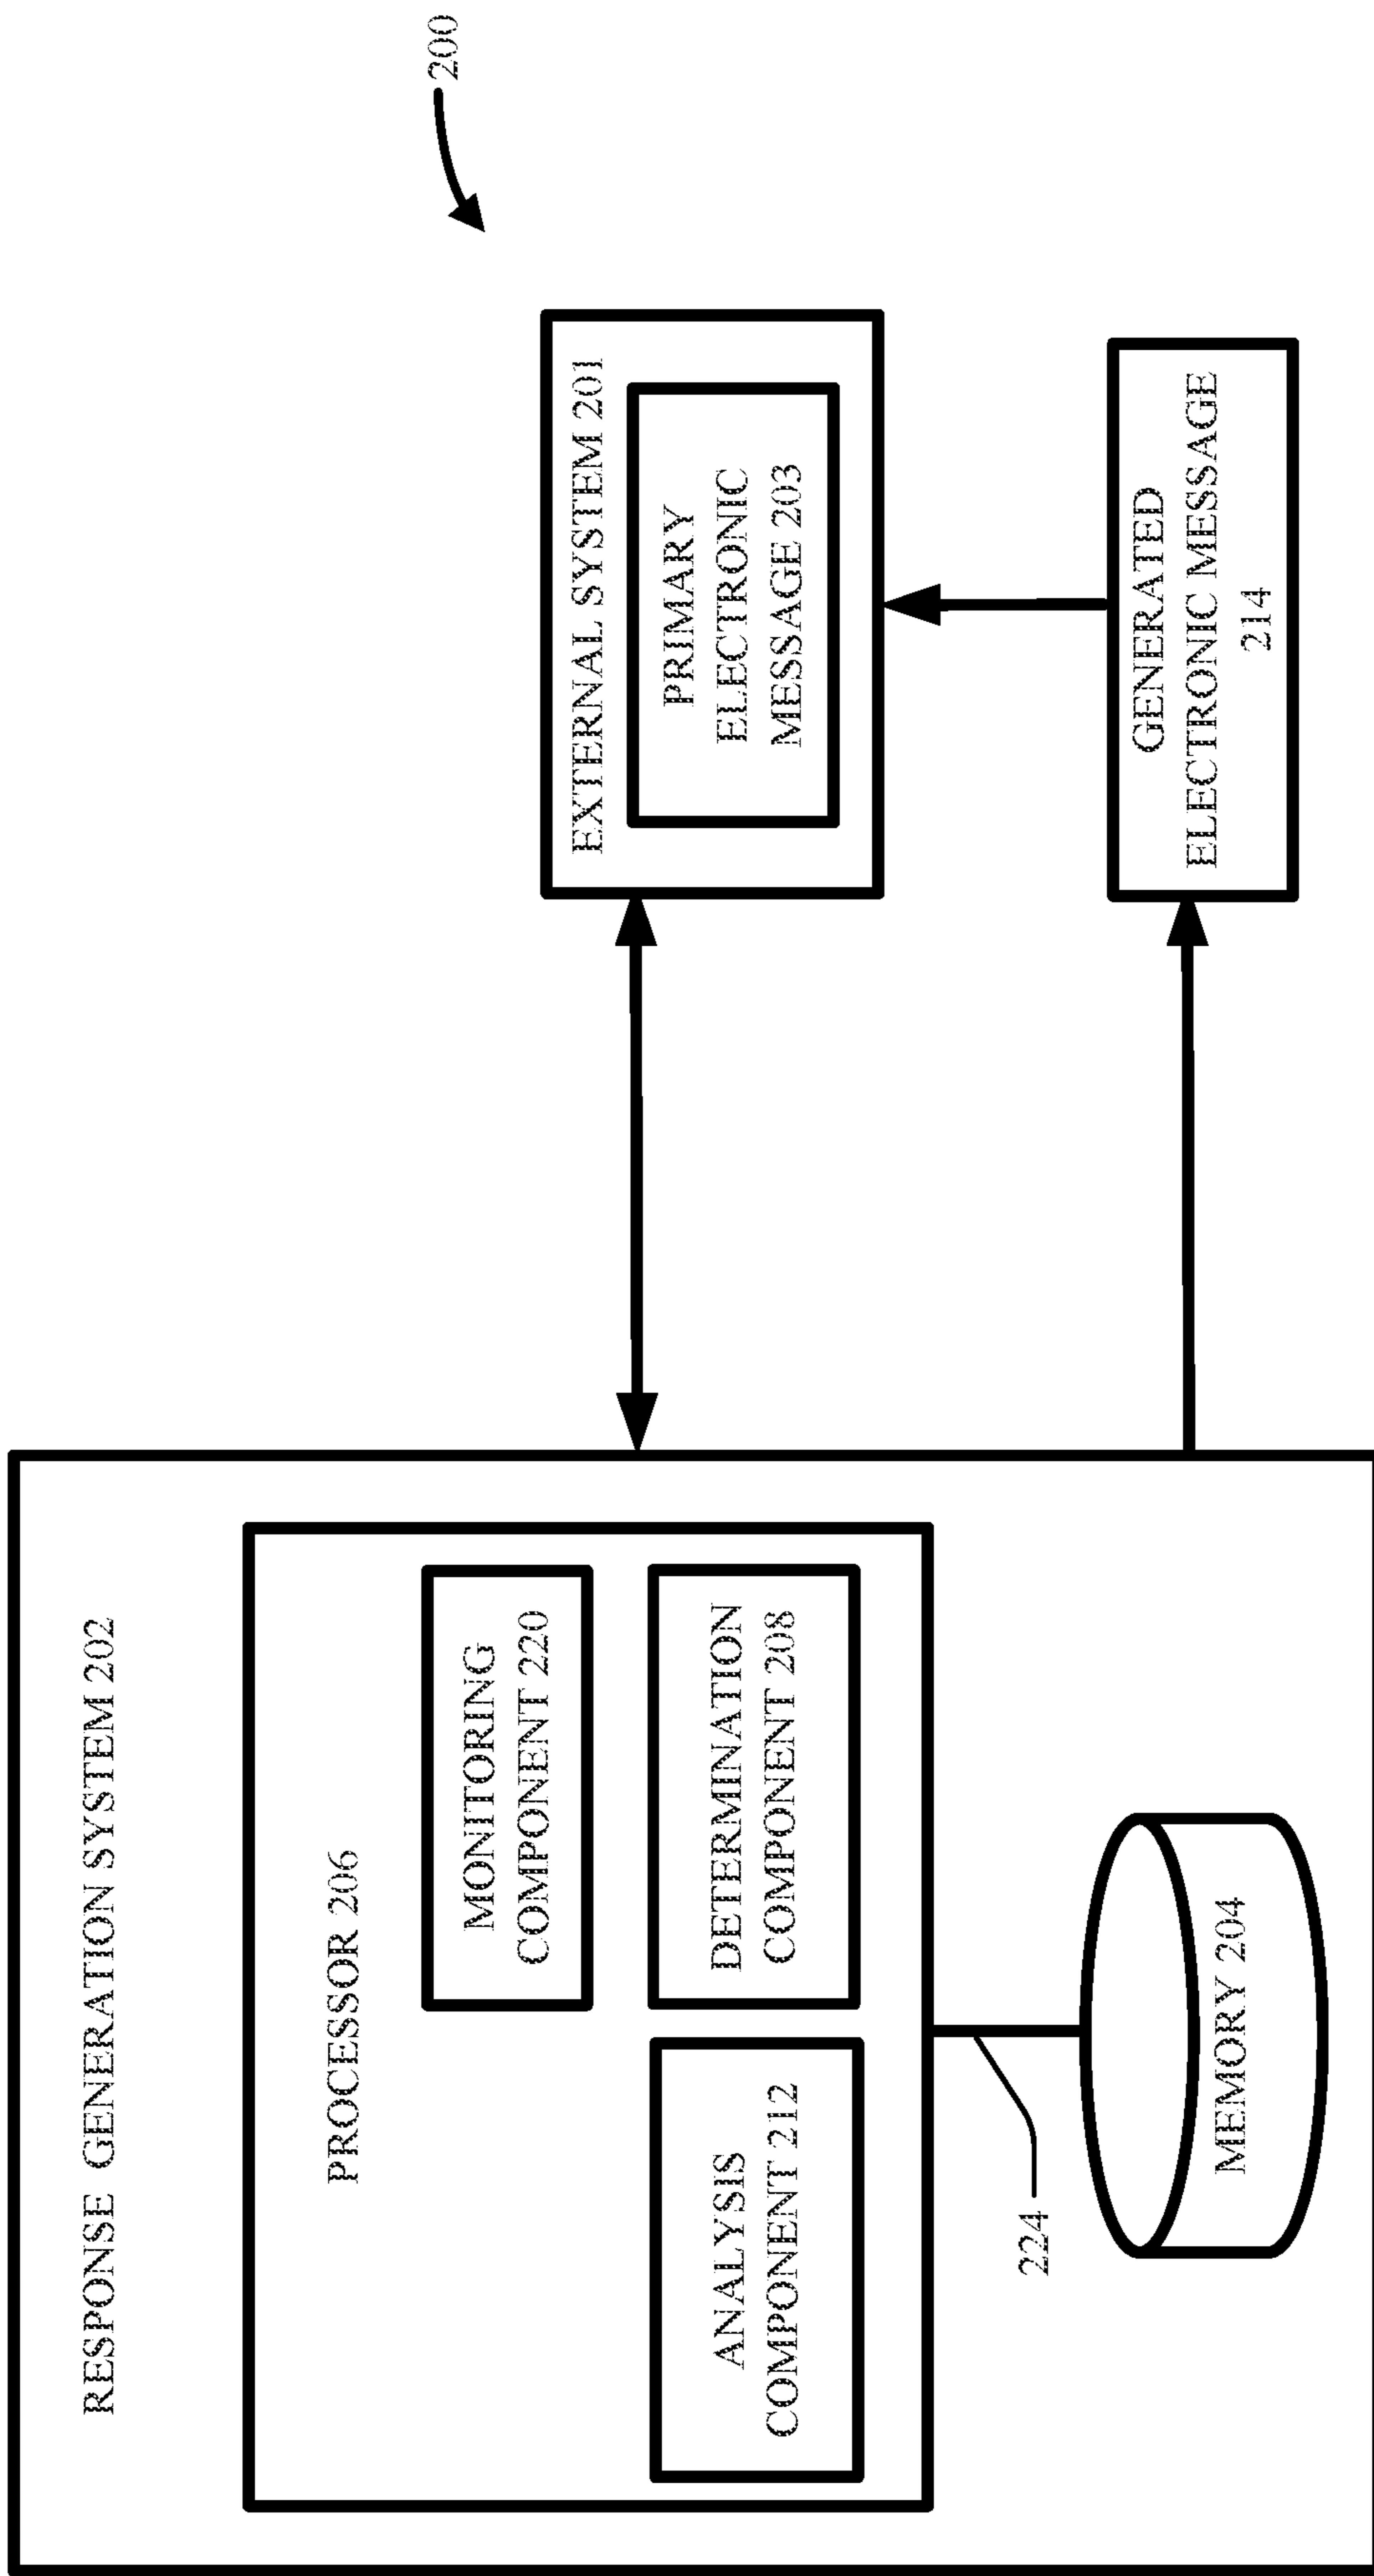 200
RESPONSE GENERATION SYSTEM 202
PROCESSOR 206
MONITORING
COMPONENT 220
ANALYSIS
COMPONENT 212
DETERMINATION
COMPONENT 208
224
MEMORY 204
EXTERNAL SYSTEM 201
PRIMARY
ELECTRONIC
MESSAGE 203
GENERATED
ELECTRONIC MESSAGE
214